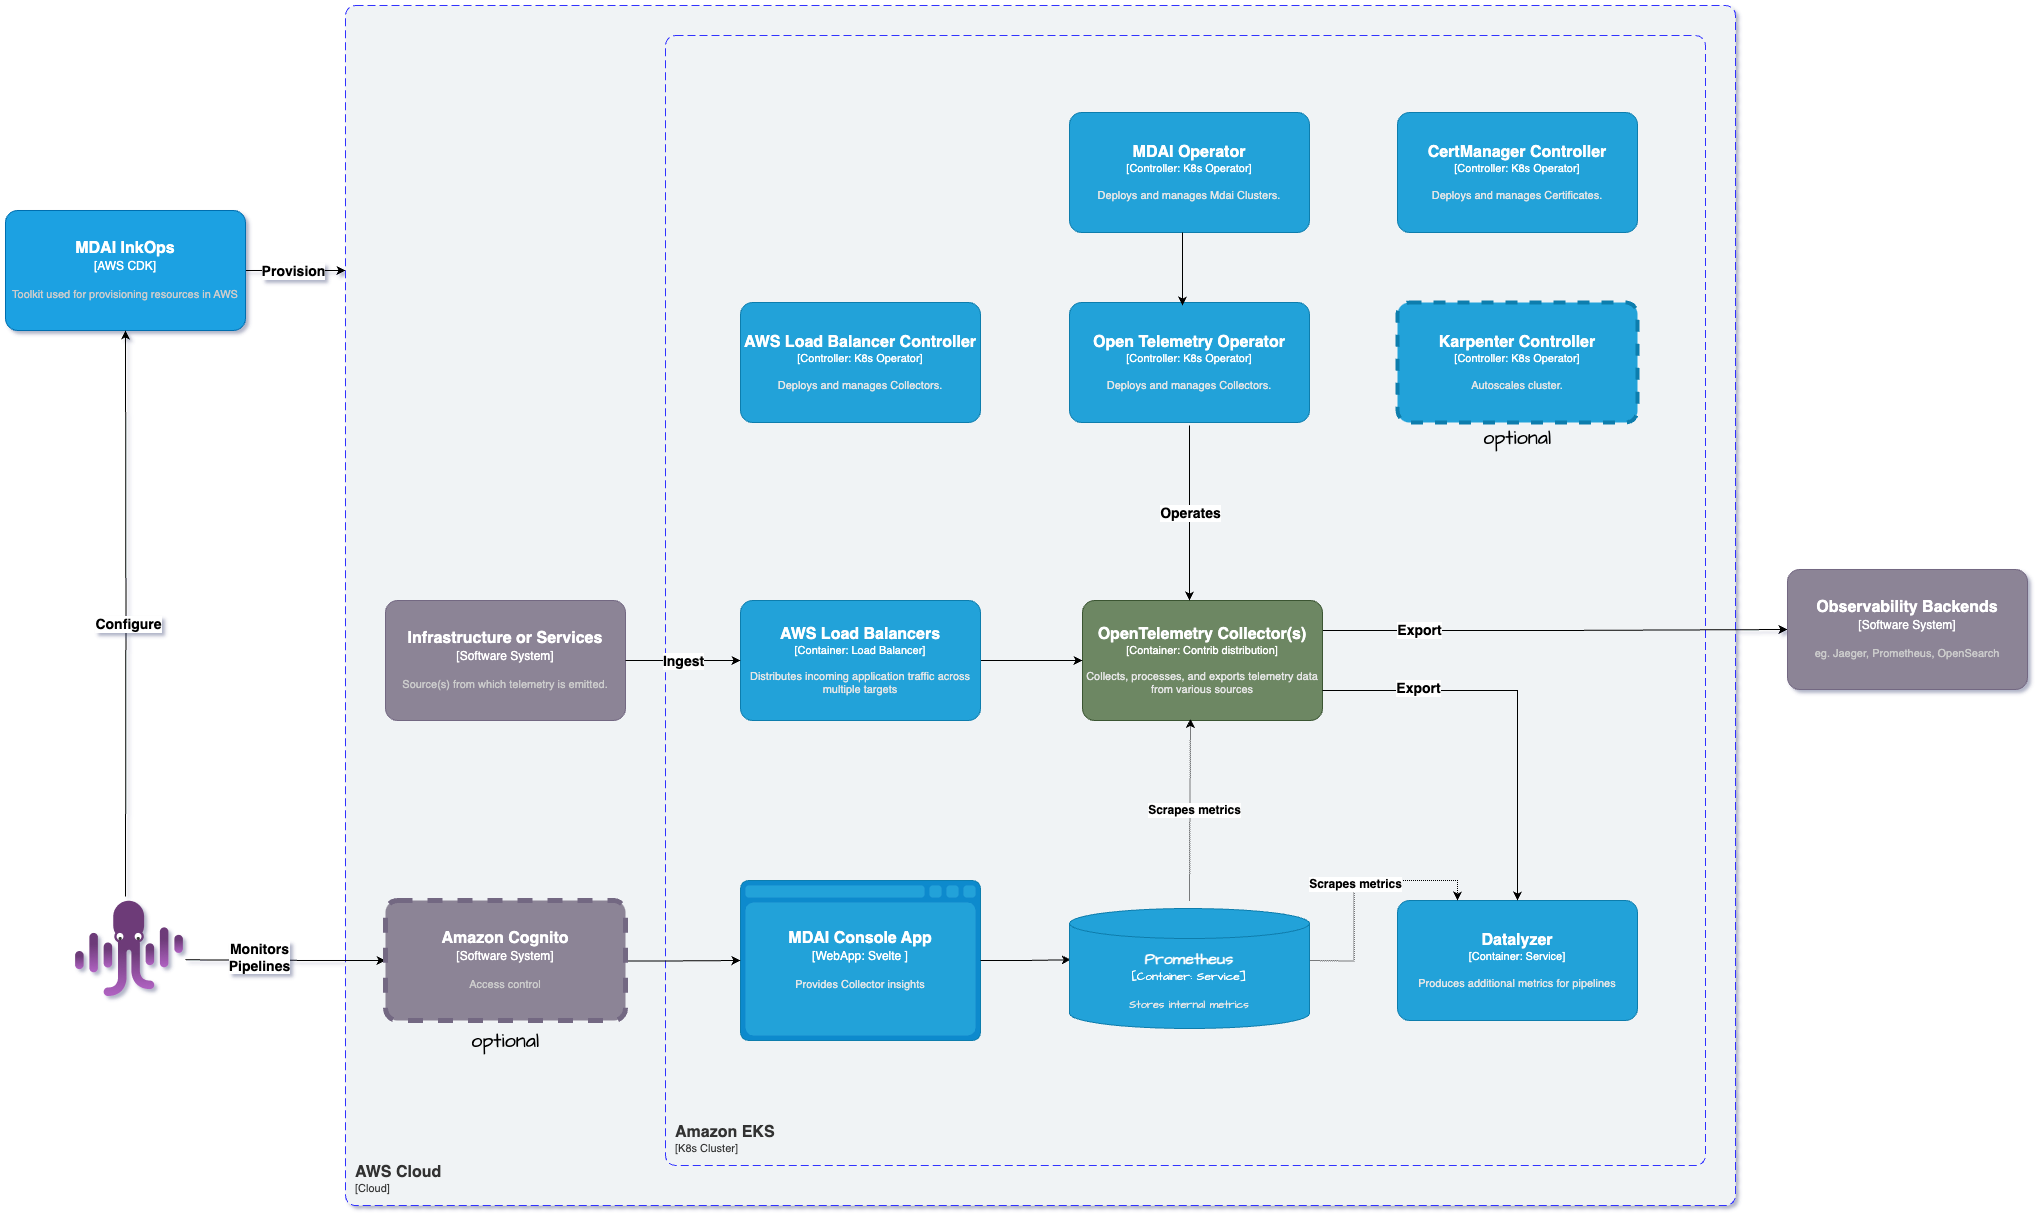 MDAI Operator
[Controller: K8s Operator]
Deploys and manages Mdai Clusters.
CertManager Controller
[Controller: K8s Operator]
Deploys and manages Certificates.
MDAI InkOps
[AWS CDK]
Toolkit used for provisioning resources in AWS
Provision
AWS Load Balancer Controller
[Controller: K8s Operator]
Deploys and manages Collectors.
Open Telemetry Operator
[Controller: K8s Operator]
Deploys and manages Collectors.
Karpenter Controller
[Controller: K8s Operator]
Autoscales cluster.
optional
Operates
Configure
Infrastructure or Services
[Software System]
Source(s) from which telemetry is emitted.
Ingest
AWS Load Balancers
[Container: Load Balancer]
Distributes incoming application traffic across
multiple targets
OpenTelemetry Collector(s)
[Container: Contrib distribution]
Collects, processes, and exports telemetry data
from various sources
Export
Export
Observability Backends
[Software System]
eg. Jaeger, Prometheus, OpenSearch
Scrapes metrics
Scrapes metrics
Monitors
Pipelines
Amazon Cognito
[Software System]
Access control
optional
MDAI Console App
[WebApp: Svelte ]
Provides Collector insights
Prometheus
[Container: Service]
Stores internal metrics
Datalyzer
[Container: Service]
Produces additional metrics for pipelines
Amazon EKS
[K8s Cluster]
AWS Cloud
[Cloud]